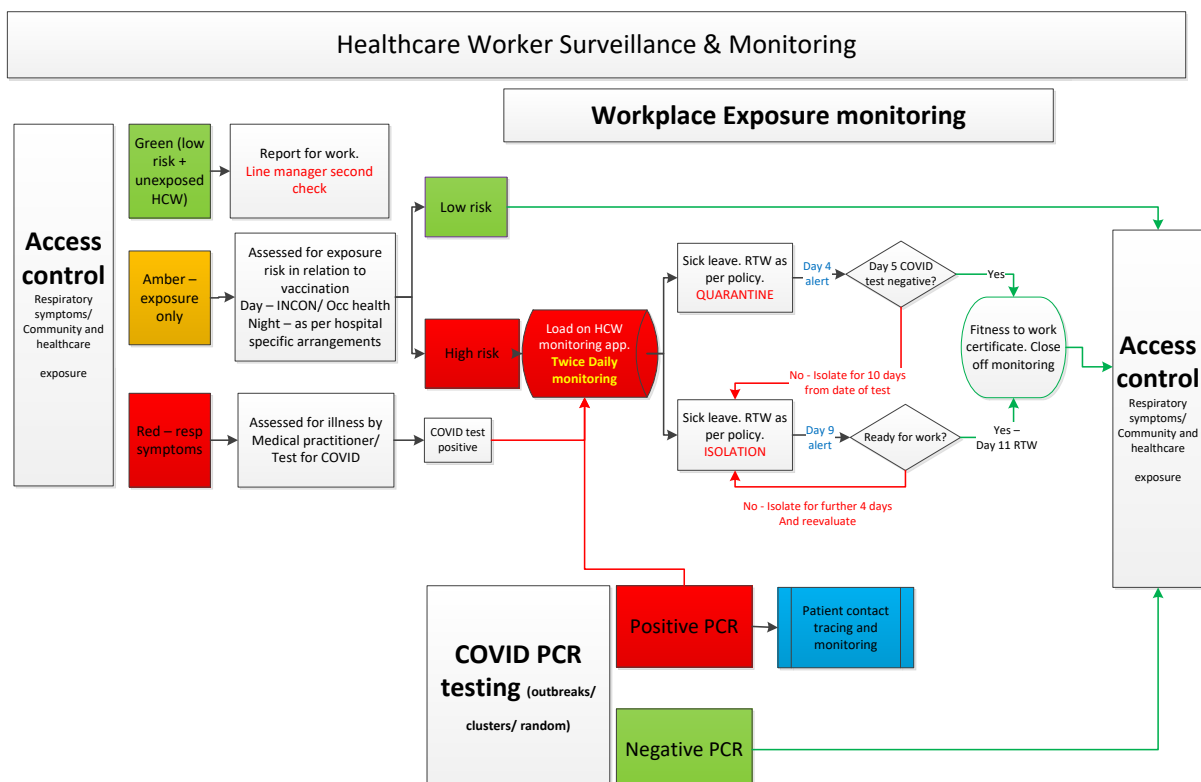 Healthcare Worker Surveillance & Monitoring
Workplace Exposure monitoring
Access
control
Respiratory
symptoms/
Community and
healthcare
exposure
Green (low
risk +
unexposed
HCW)
Report for work.
Line manager second
check
Amber –
exposure
only
Assessed for exposure
risk in relation to
vaccination
Day – INCON/ Occ health
Night – as per hospital
specific arrangements
Red – resp
symptoms
Assessed for illness by
Medical practitioner/
Test for COVID
COVID test
positive
Low risk
High risk
Load on HCW
monitoring app.
Twice Daily
monitoring
Sick leave. RTW as
per policy.
QUARANTINE
Day 4
alert
Day 5 COVID
test negative?
Yes
No - Isolate for 10 days
from date of test
Sick leave. RTW as
per policy.
ISOLATION
Day 9
alert
Ready for work?
Yes –
Day 11 RTW
No - Isolate for further 4 days
And reevaluate
Fitness to work
certificate. Close
off monitoring
Access
control
Respiratory
symptoms/
Community and
healthcare
exposure
COVID PCR
testing (outbreaks/
clusters/ random)
Positive PCR
Patient contact
tracing and
monitoring
Negative PCR